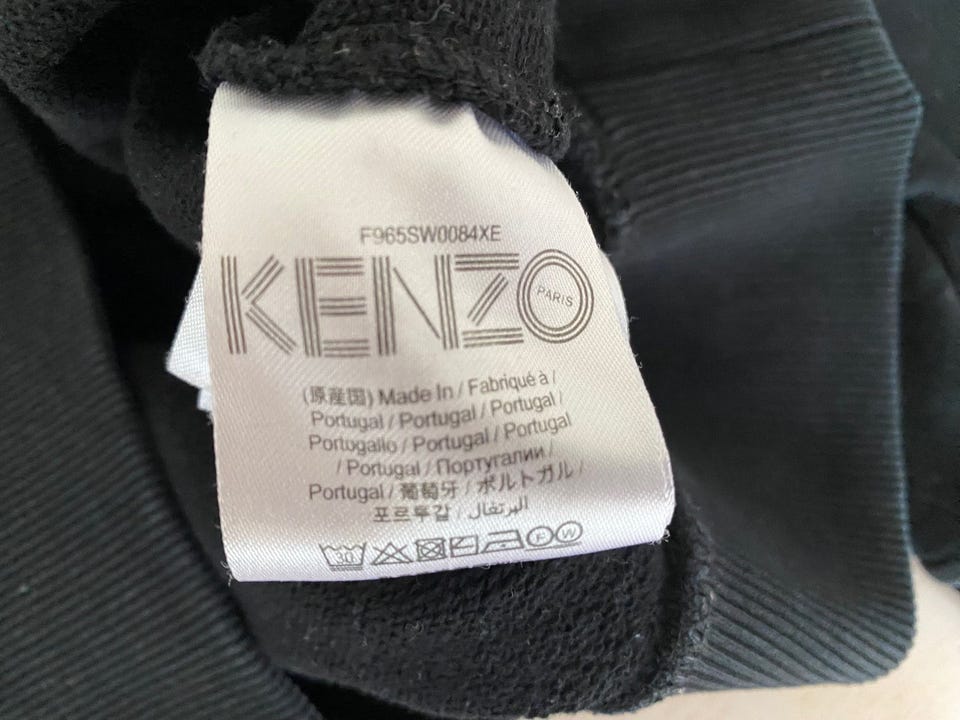 F965SW0084XE
KENZO
PARIS
(原産国) Made In / Fabriqué à /
Portugal / Portugal / Portugal /
Portogallo / Portugal / Portugal
/ Portugal / Португалии /
Portugal / 葡萄牙 / ポルトガル /
포르투갈 / البرتغال
30 F W